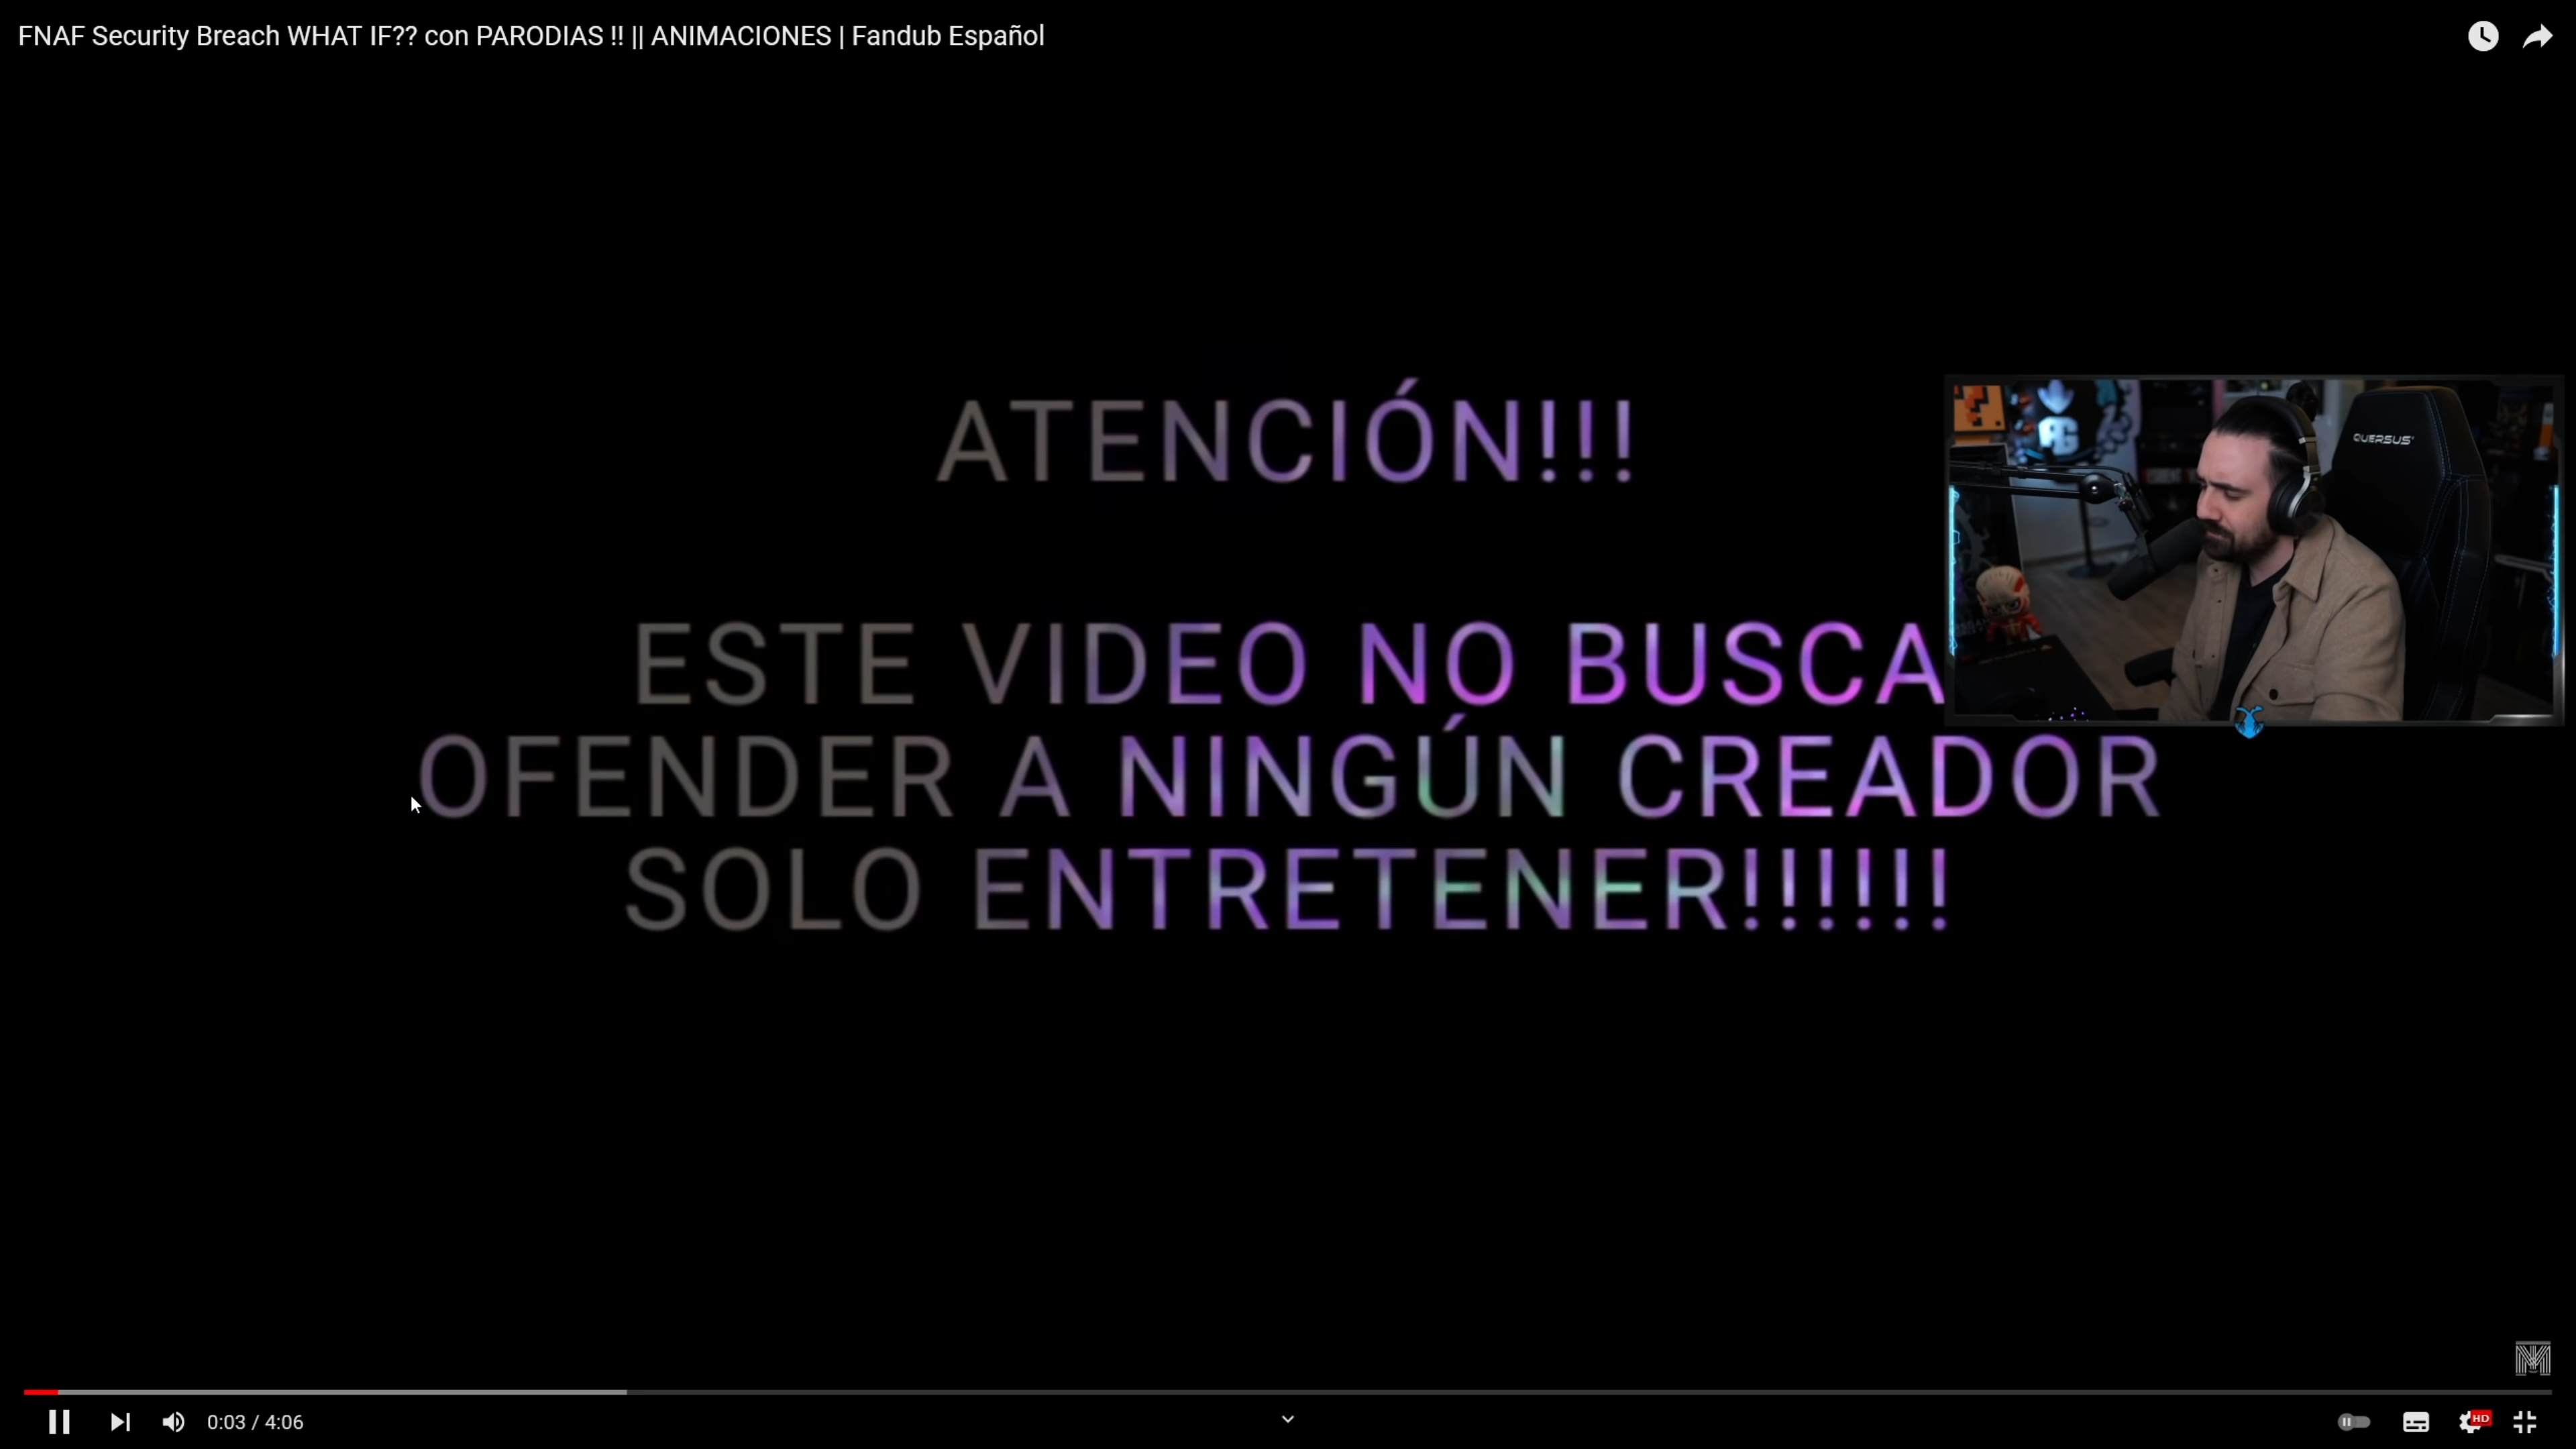 FNAF Security Breach WHAT IF?? con PARODIAS !! || ANIMACIONES | Fandub Español
ATENCIÓN!!!
QUERSUS
ESTE VIDEO NO BUSCA
OFENDER A NINGÚN CREADOR
SOLO ENTRETENER!!!!!!
0:03 / 4:06
HD